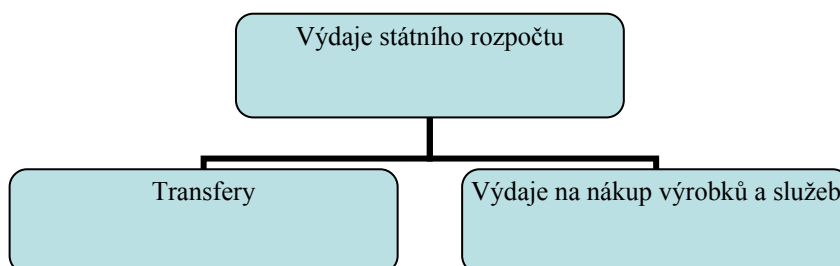 Výdaje státního rozpočtu
Transfery
Výdaje na nákup výrobků a služeb